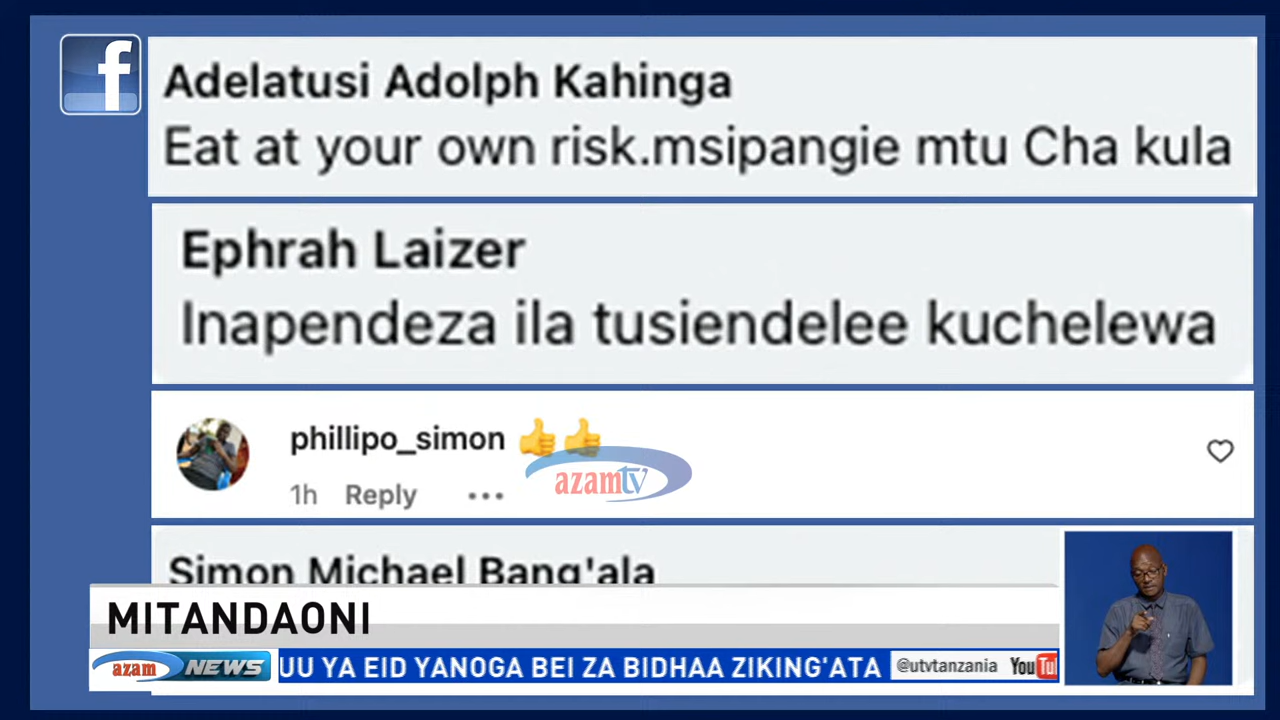 f
Adelatusi Adolph Kahinga
Eat at your own risk.msipangie mtu Cha kula
Ephrah Laizer
Inapendeza ila tusiendelee kuchelewa
phillipo_simon 👍👍
1h Reply ...
azamtv
Simon Michael Bang'ala
MITANDAONI
azam NEWS UU YA EID YANOGA BEI ZA BIDHAA ZIKING'ATA @utvtanzania YouTu